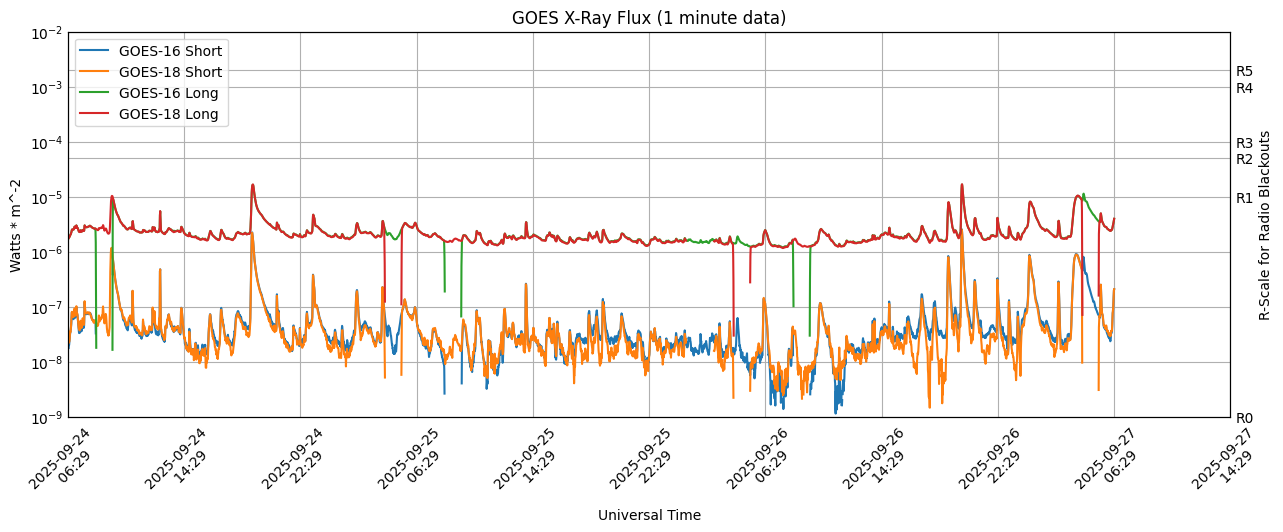 GOES X-Ray Flux (1 minute data)
GOES-16 Short
GOES-18 Short
GOES-16 Long
GOES-18 Long
Watts * m^-2
10^-2
10^-3
10^-4
10^-5
10^-6
10^-7
10^-8
10^-9
R5
R4
R3
R2
R1
R0
R-Scale for Radio Blackouts
2025-09-24
06:29
2025-09-24
14:29
2025-09-24
22:29
2025-09-25
06:29
2025-09-25
14:29
2025-09-25
22:29
2025-09-26
06:29
2025-09-26
14:29
2025-09-26
22:29
2025-09-27
06:29
2025-09-27
14:29
Universal Time